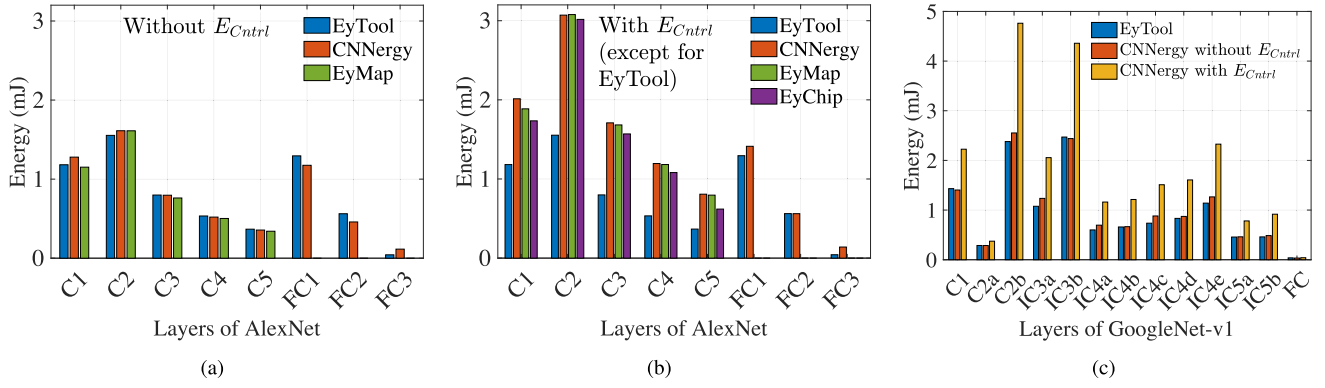 Without E_Cntrl
EyTool
CNNergy
EyMap
Energy (mJ)
3
2
1
0
C1 C2 C3 C4 C5 FC1 FC2 FC3
Layers of AlexNet
(a)
With E_Cntrl
(except for
EyTool)
EyTool
CNNergy
EyMap
EyChip
Energy (mJ)
3
2
1
0
C1 C2 C3 C4 C5 FC1 FC2 FC3
Layers of AlexNet
(b)
EyTool
CNNergy without E_Cntrl
CNNergy with E_Cntrl
Energy (mJ)
5
4
3
2
1
0
C1 C2a C2b IC3a IC3b IC4a IC4b IC4c IC4d IC4e IC5a IC5b FC
Layers of GoogleNet-v1
(c)